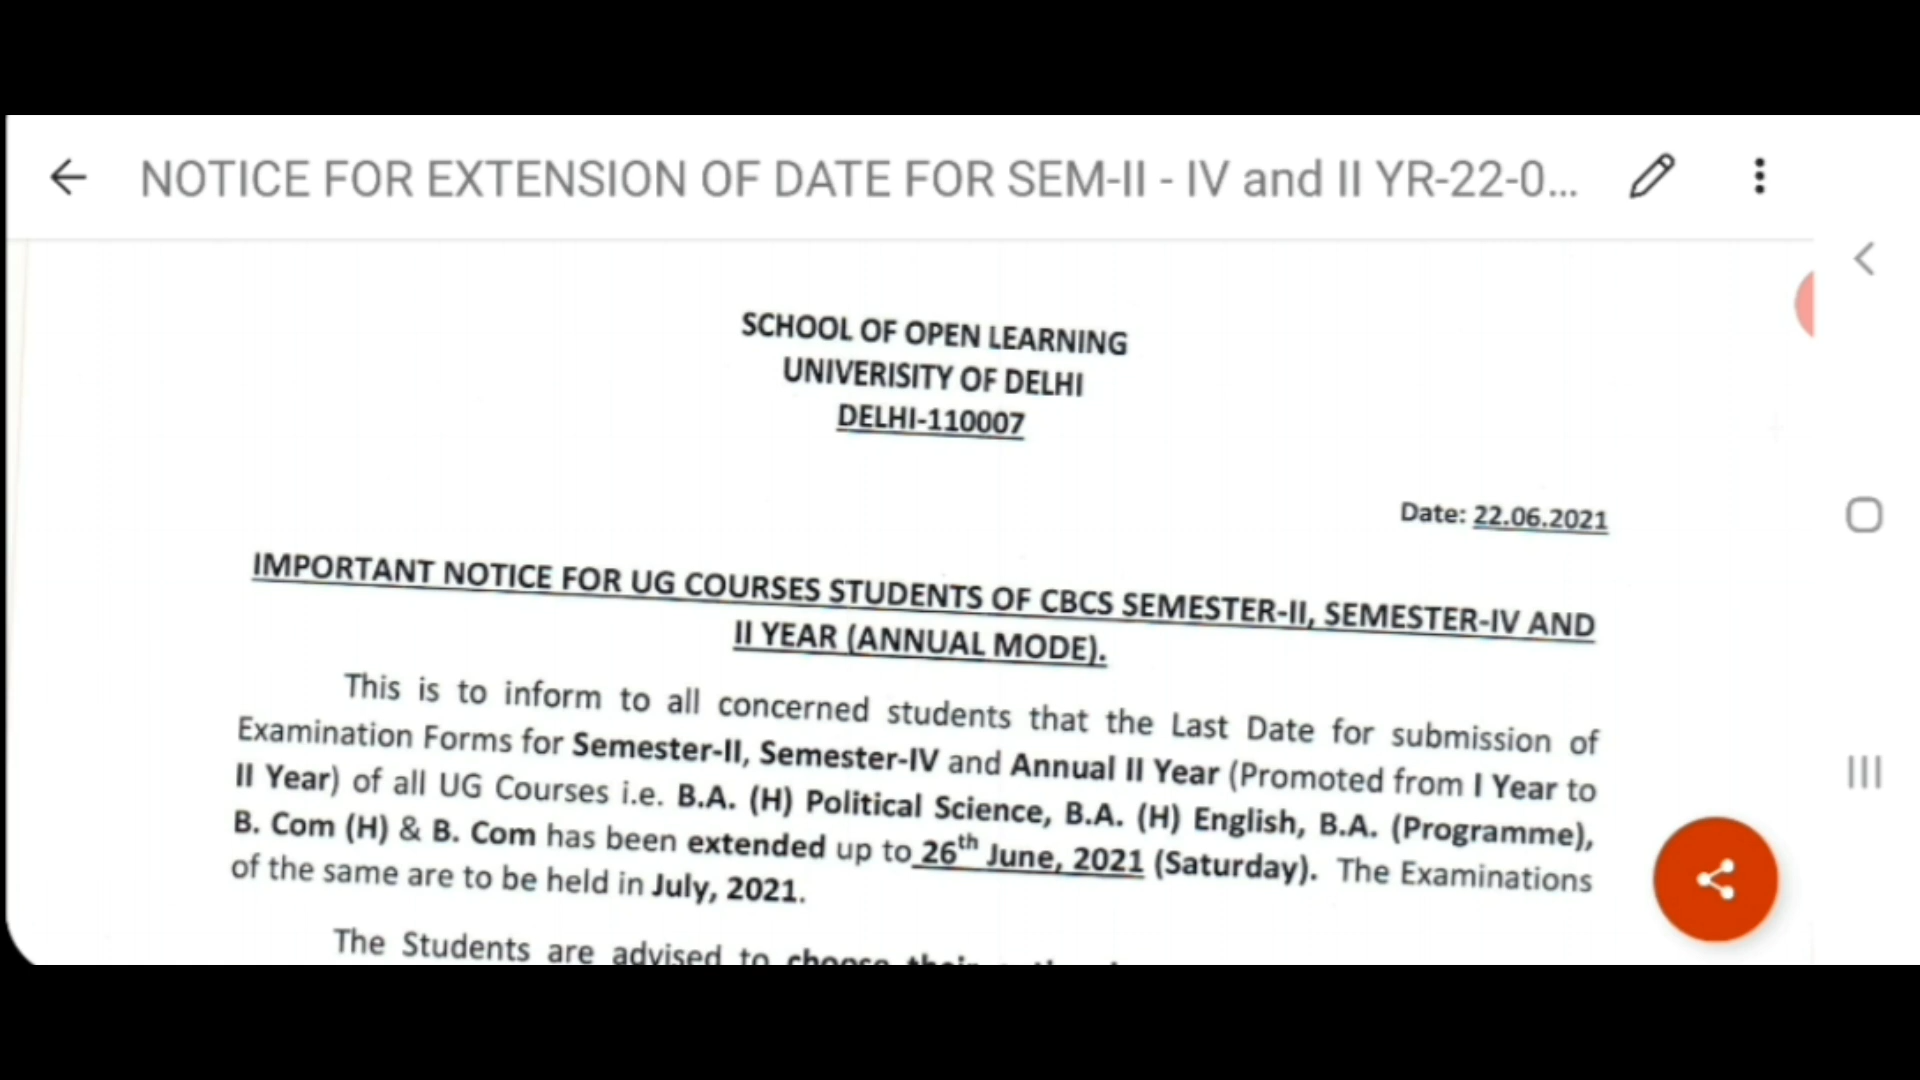 NOTICE FOR EXTENSION OF DATE FOR SEM-II - IV and II YR-22-0...
SCHOOL OF OPEN LEARNING
UNIVERISITY OF DELHI
DELHI-110007
Date: 22.06.2021
IMPORTANT NOTICE FOR UG COURSES STUDENTS OF CBCS SEMESTER-II, SEMESTER-IV AND
II YEAR (ANNUAL MODE).
This is to inform to all concerned students that the Last Date for submission of
Examination Forms for Semester-II, Semester-IV and Annual II Year (Promoted from I Year to
II Year) of all UG Courses i.e. B.A. (H) Political Science, B.A. (H) English, B.A. (Programme),
B. Com (H) & B. Com has been extended up to 26th June, 2021 (Saturday). The Examinations
of the same are to be held in July, 2021.
The Students are advised to choose their